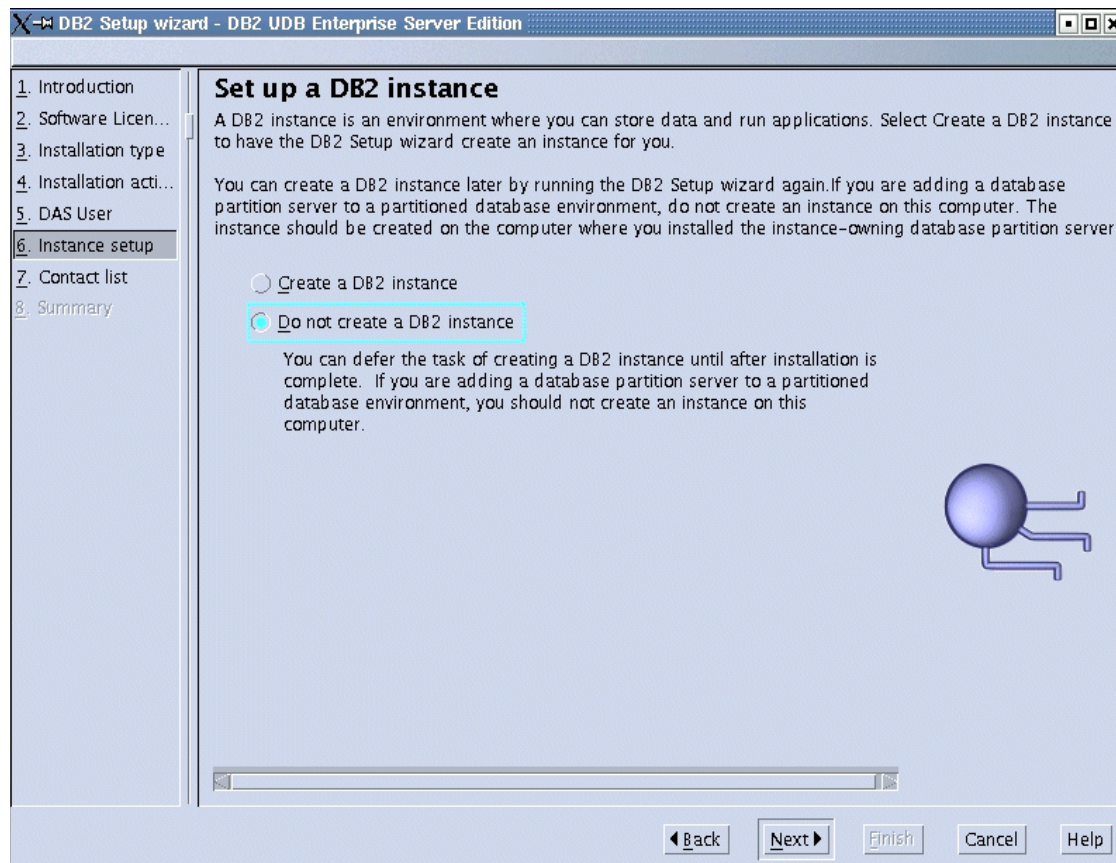 DB2 Setup wizard - DB2 UDB Enterprise Server Edition
1. Introduction
2. Software Licen...
3. Installation type
4. Installation acti...
5. DAS User
6. Instance setup
7. Contact list
8. Summary
Set up a DB2 instance
A DB2 instance is an environment where you can store data and run applications. Select Create a DB2 instance
to have the DB2 Setup wizard create an instance for you.
You can create a DB2 instance later by running the DB2 Setup wizard again.If you are adding a database
partition server to a partitioned database environment, do not create an instance on this computer. The
instance should be created on the computer where you installed the instance-owning database partition server
Create a DB2 instance
Do not create a DB2 instance
You can defer the task of creating a DB2 instance until after installation is
complete. If you are adding a database partition server to a partitioned
database environment, you should not create an instance on this
computer.
Back Next Finish Cancel Help